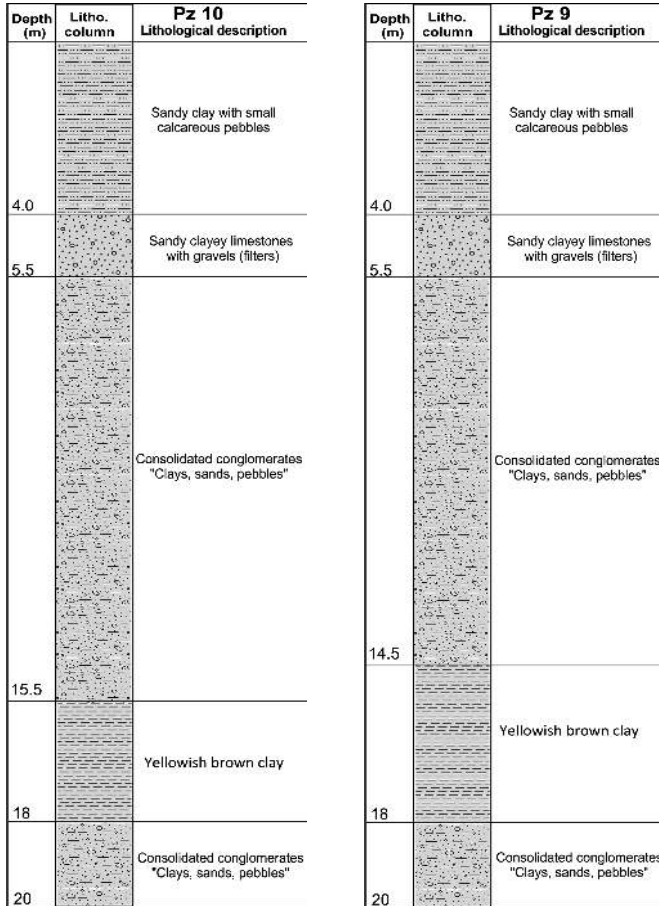 Depth (m)
Litho. column
Pz 10
Lithological description
Sandy clay with small
calcareous pebbles
4.0
Sandy clayey limestones
with gravels (filters)
5.5
Consolidated conglomerates
"Clays, sands, pebbles"
15.5
Yellowish brown clay
18
Consolidated conglomerates
"Clays, sands, pebbles"
20
Depth (m)
Litho. column
Pz 9
Lithological description
Sandy clay with small
calcareous pebbles
4.0
Sandy clayey limestones
with gravels (filters)
5.5
Consolidated conglomerates
"Clays, sands, pebbles"
14.5
Yellowish brown clay
18
Consolidated conglomerates
"Clays, sands, pebbles"
20